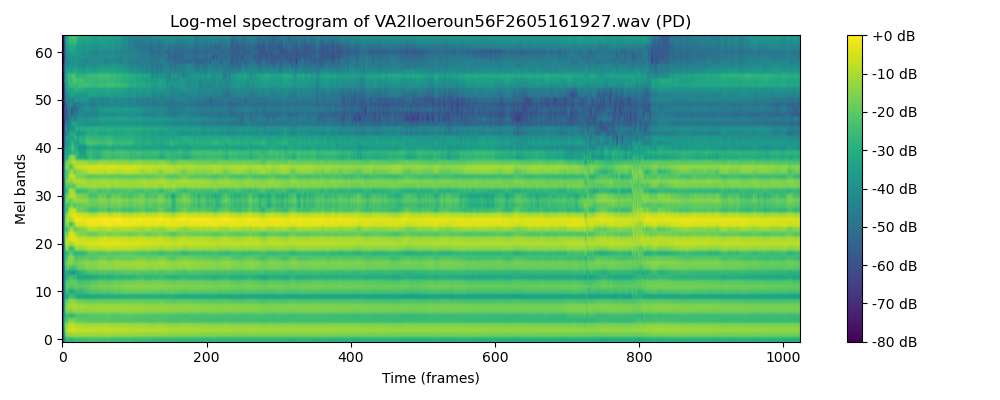 Log-mel spectrogram of VA2lloeroun56F2605161927.wav (PD)
+0 dB
-10 dB
-20 dB
-30 dB
-40 dB
-50 dB
-60 dB
-70 dB
-80 dB
60
50
40
30
20
10
0
Mel bands
0 200 400 600 800 1000
Time (frames)